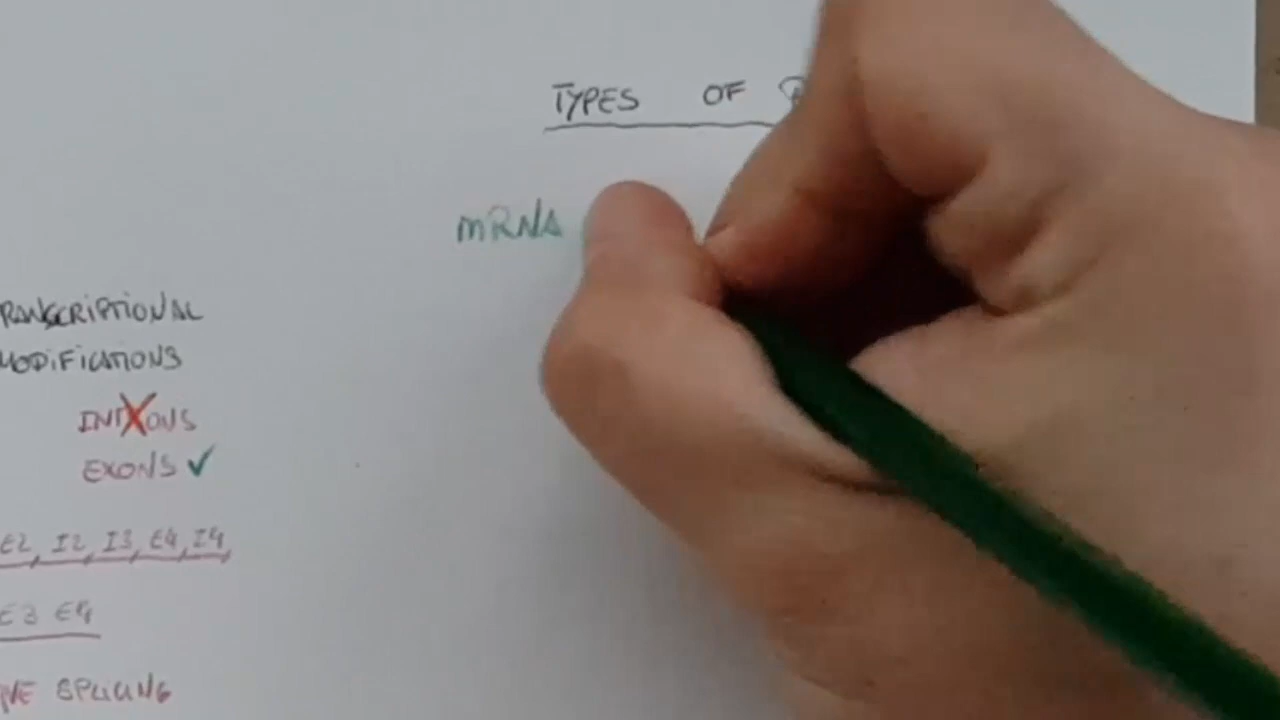 TYPES OF
mRNA
RANSCRIPTIONAL
MODIFICATIONS
INTRONS
EXONS ✓
E2, I2, I3, E4, I4,
E3 E4
SPLICING